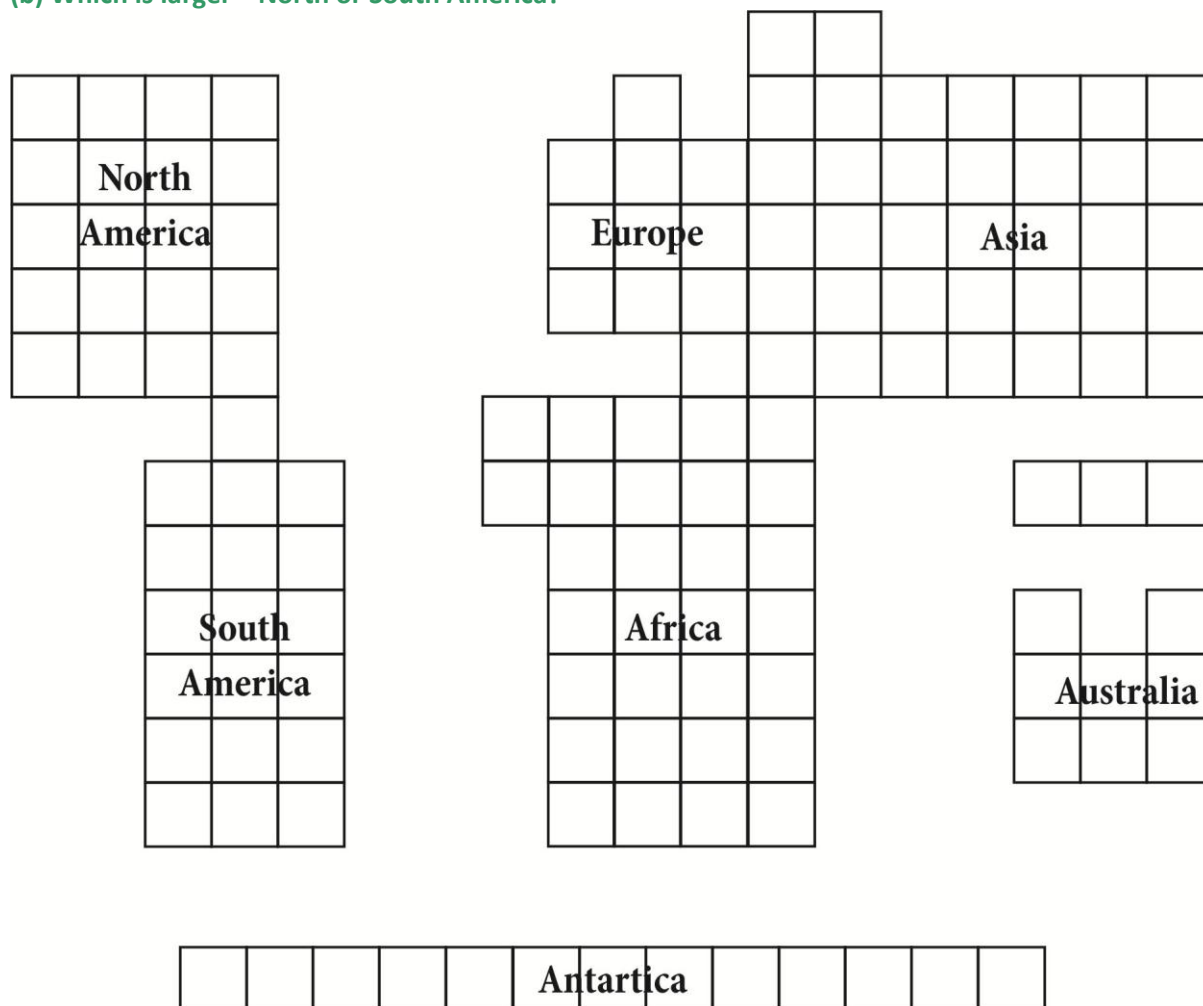 (b) Which is larger – North or South America?
North
America
Europe
Asia
South
America
Africa
Australia
Antartica